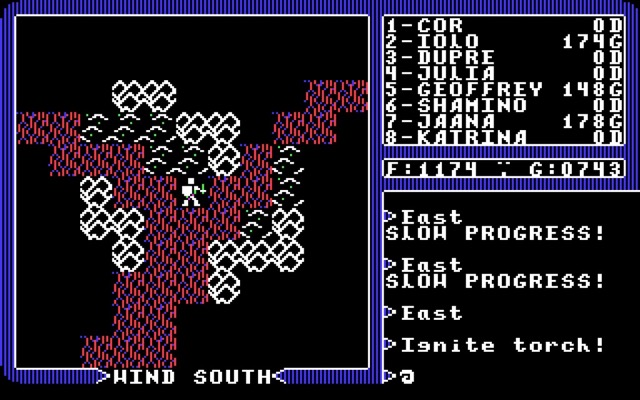 1-COR 0D
2-IOLO 174G
3-DUPRE 0D
4-JULIA 0D
5-GEOFFREY 148G
6-SHAMINO 0D
7-JAANA 178G
8-KATRINA 0D
F:1174 G:0743
East
SLOW PROGRESS!
East
SLOW PROGRESS!
East
Ignite torch!
WIND SOUTH